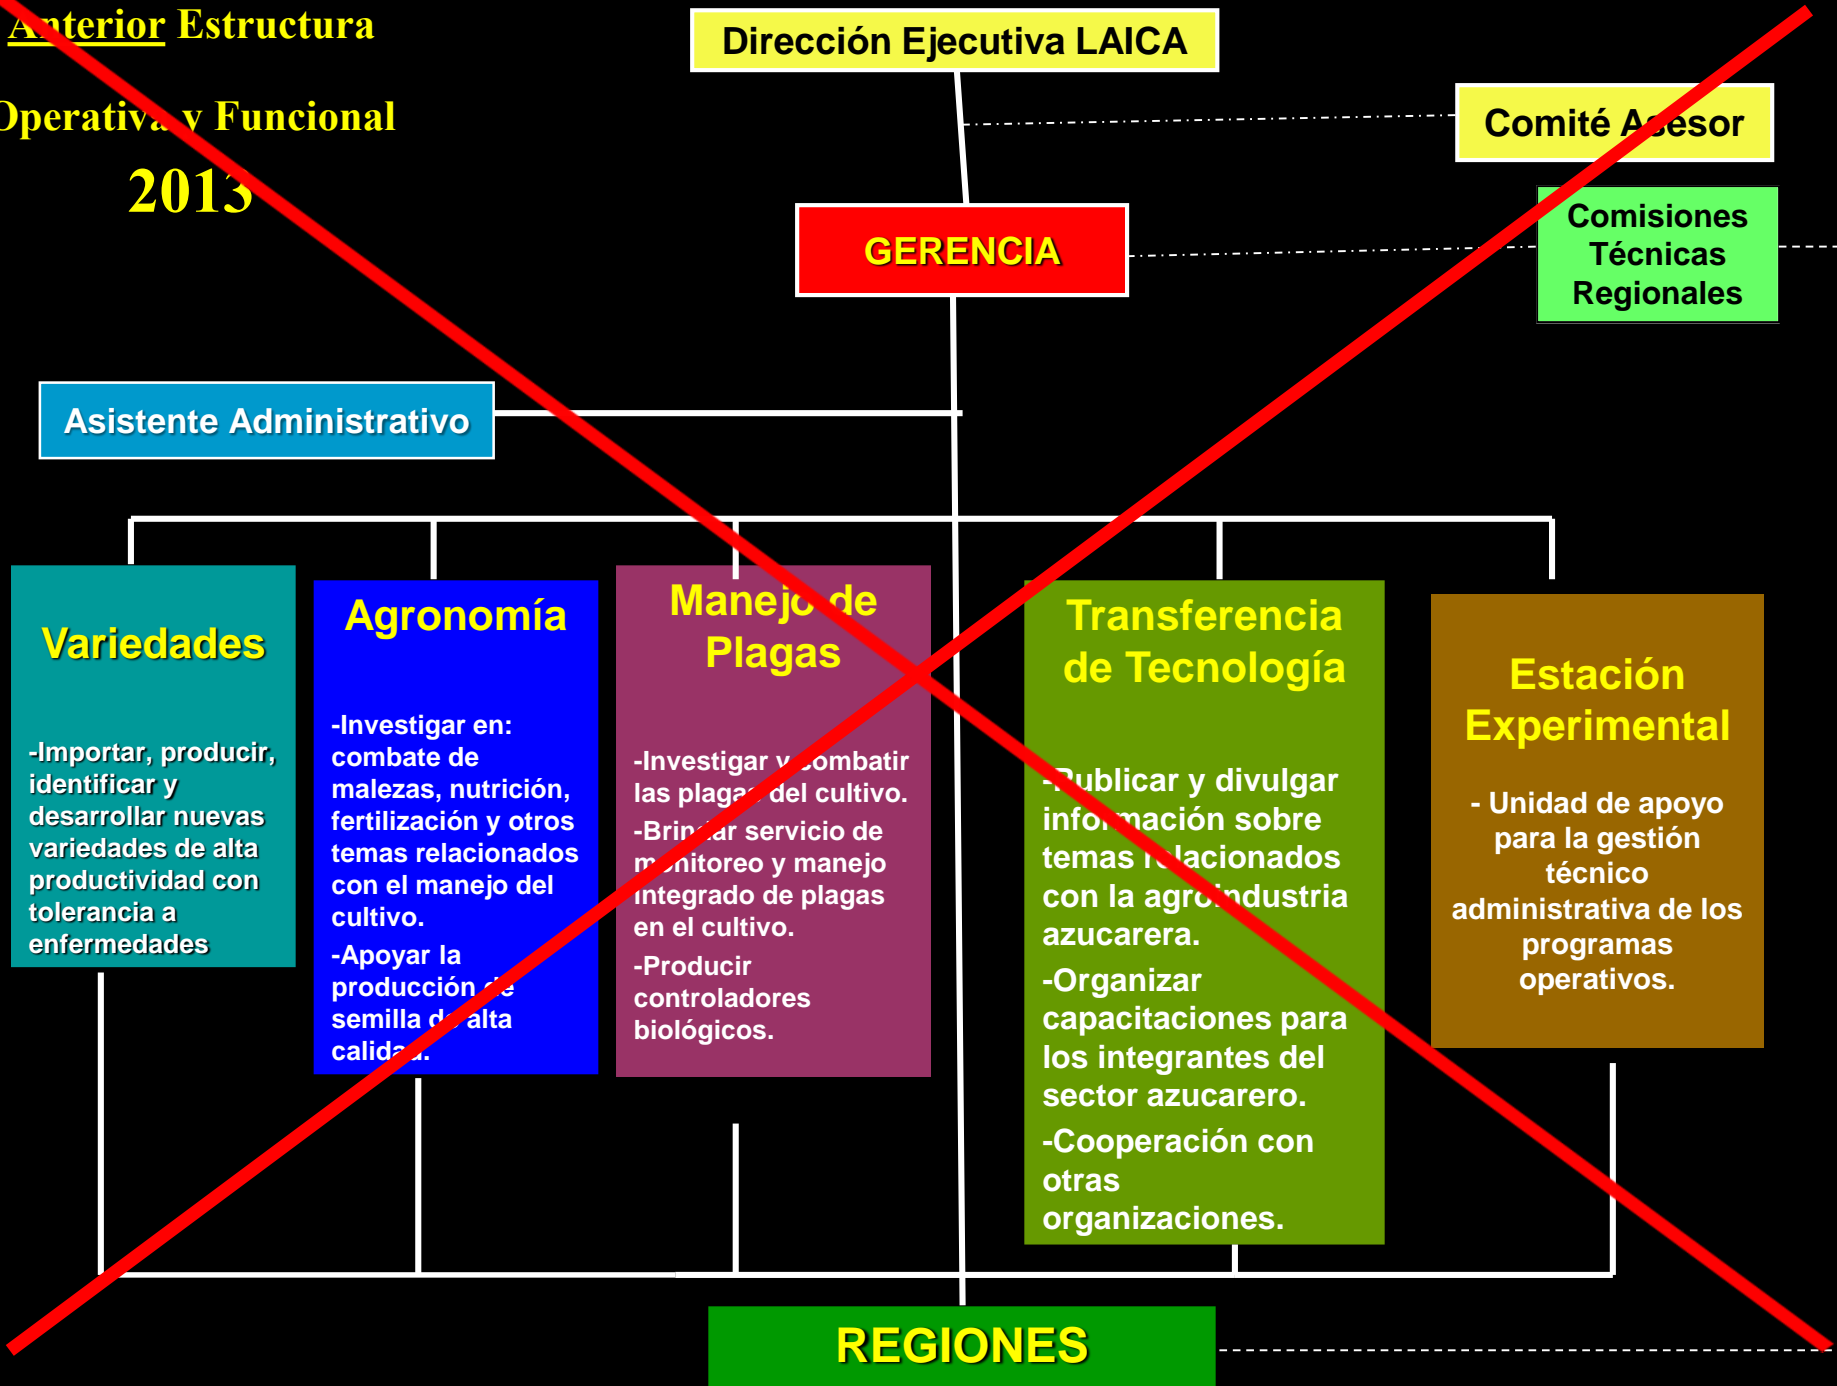 Anterior Estructura
Operativa y Funcional
2013
Dirección Ejecutiva LAICA
Comité Asesor
GERENCIA
Comisiones
Técnicas
Regionales
Asistente Administrativo
Variedades
-Importar, producir,
identificar y
desarrollar nuevas
variedades de alta
productividad con
tolerancia a
enfermedades
Agronomía
-Investigar en:
combate de
malezas, nutrición,
fertilización y otros
temas relacionados
con el manejo del
cultivo.
-Apoyar la
producción de
semilla de alta
calidad.
Manejo de
Plagas
-Investigar y combatir
las plagas del cultivo.
-Brindar servicio de
monitoreo y manejo
integrado de plagas
en el cultivo.
-Producir
controladores
biológicos.
Transferencia
de Tecnología
-Publicar y divulgar
información sobre
temas relacionados
con la agroindustria
azucarera.
-Organizar
capacitaciones para
los integrantes del
sector azucarero.
-Cooperación con
otras
organizaciones.
Estación
Experimental
- Unidad de apoyo
para la gestión
técnico
administrativa de los
programas
operativos.
REGIONES